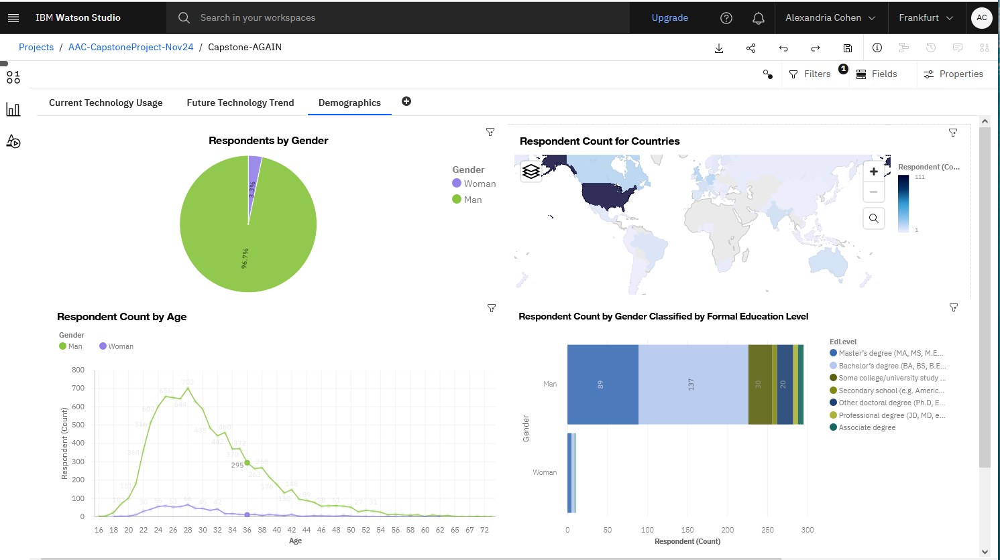 IBM Watson Studio
Search in your workspaces
Upgrade
Alexandria Cohen
Frankfurt
AC
Projects / AAC-CapstoneProject-Nov24 / Capstone-AGAIN
Filters
1
Fields
Properties
Current Technology Usage
Future Technology Trend
Demographics
Respondents by Gender
3.3%
96.7%
Gender
Woman
Man
Respondent Count for Countries
Respondent (Co...
111
1
Respondent Count by Age
Gender
Man
Woman
Respondent (Count)
800
700
600
500
400
300
200
100
0
702
656
644
602
516
485
460
442
364
372
370
295
268
263
176
181
148
130
16 18 20 22 24 26 28 30 32 34 36 38 40 42 44 46 48 50 52 54 56 58 60 62 65 67 72
Age
Respondent Count by Gender Classified by Formal Education Level
Gender
Man
Woman
89
137
30
20
0 50 100 150 200 250 300
Respondent (Count)
EdLevel
Master's degree (MA, MS, M.E...
Bachelor's degree (BA, BS, B.E...
Some college/university study ...
Secondary school (e.g. Americ...
Other doctoral degree (Ph.D, E...
Professional degree (JD, MD, e...
Associate degree